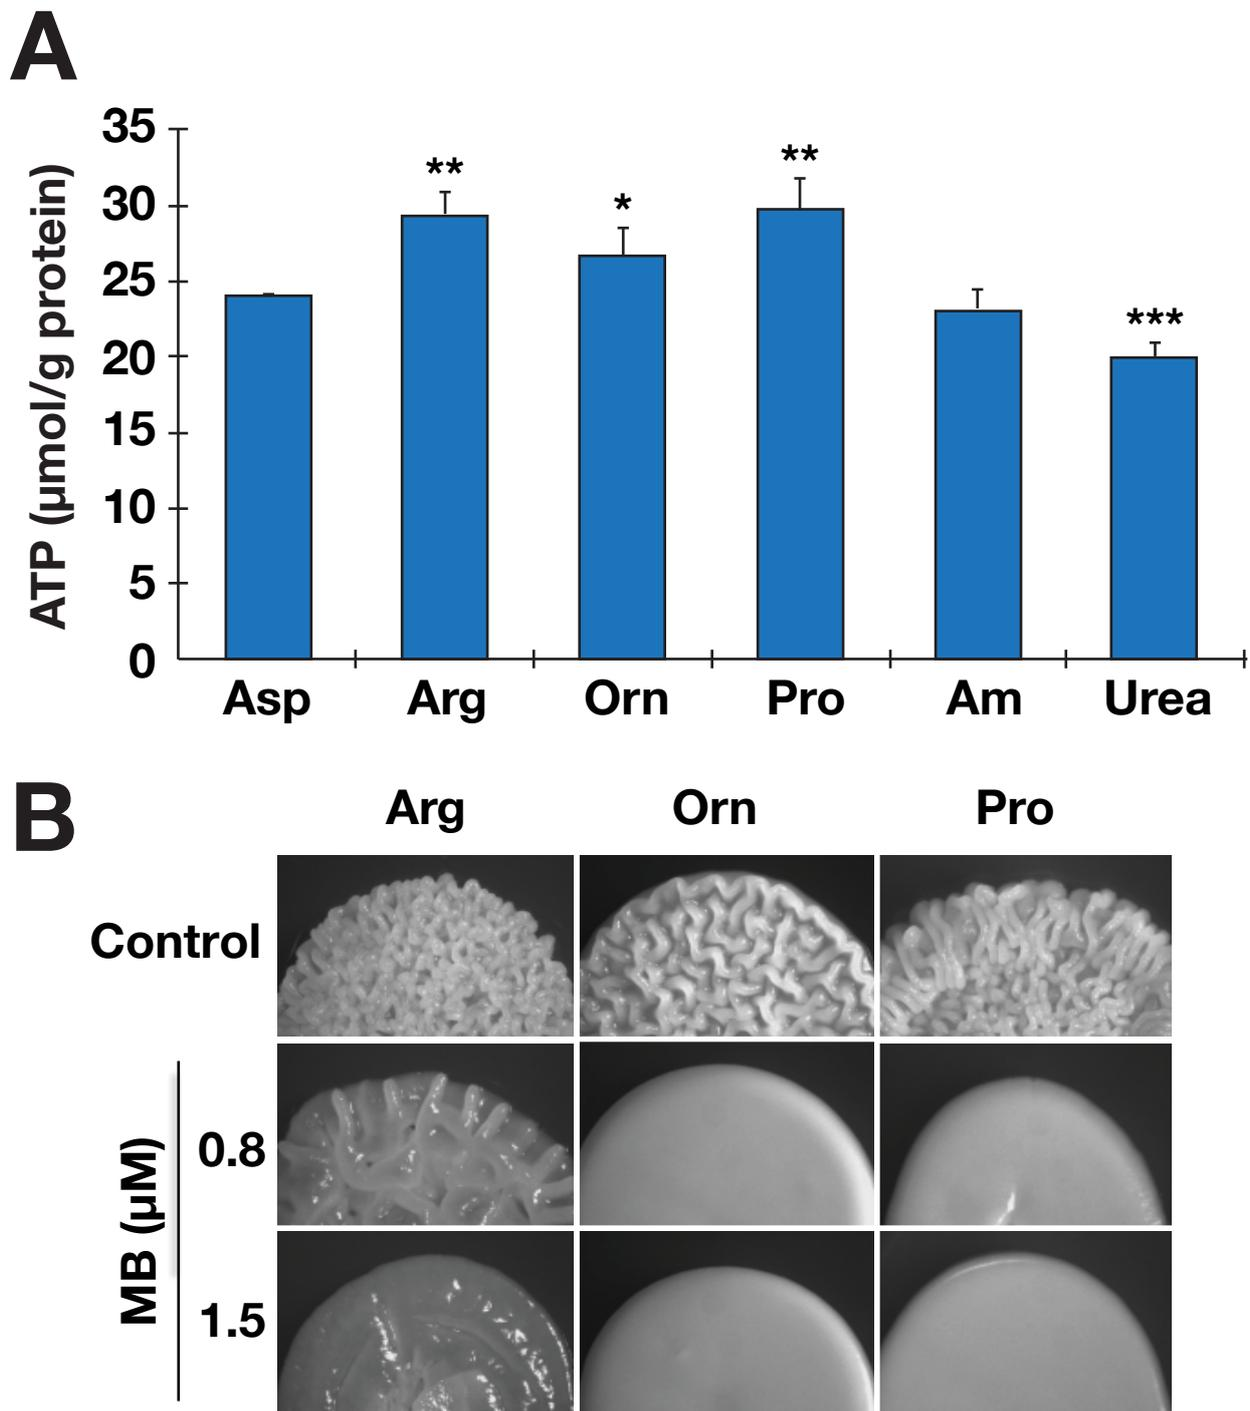 A
ATP (µmol/g protein)
35
30
25
20
15
10
5
0
**
*
**
***
Asp Arg Orn Pro Am Urea
B
Arg Orn Pro
Control
MB (µM)
0.8
1.5